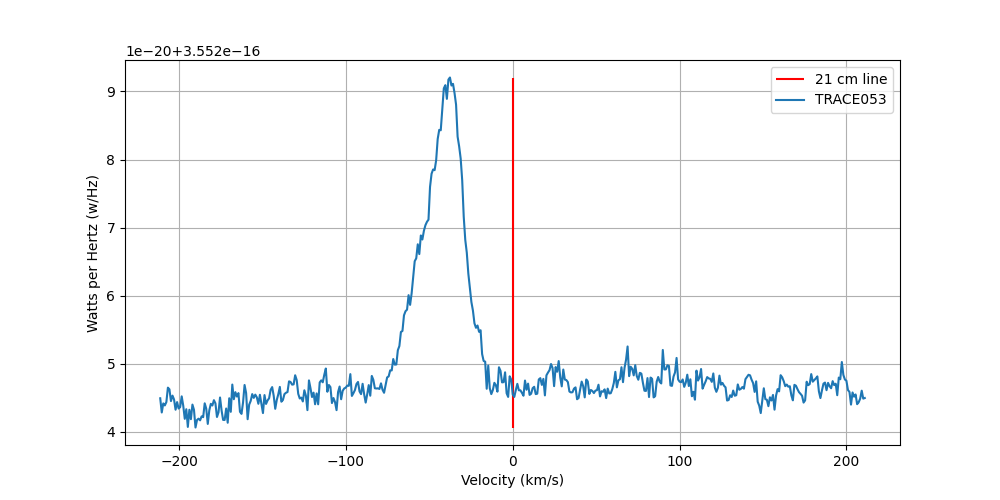 1e−20+3.552e−16
21 cm line
TRACE053
9
8
7
6
5
4
Watts per Hertz (w/Hz)
−200
−100
0
100
200
Velocity (km/s)